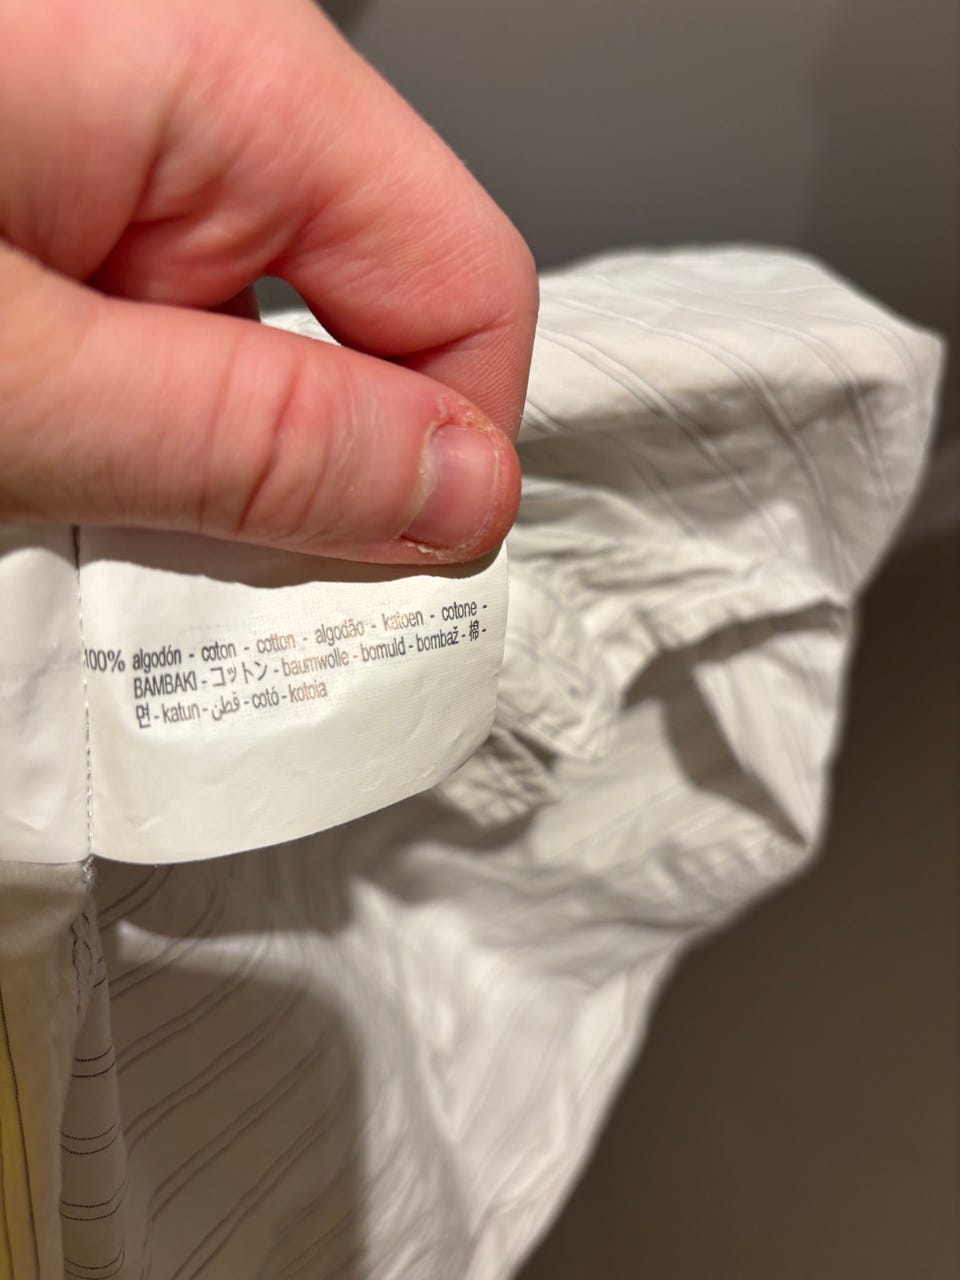 100% algodón - coton - cotton - algodão - katoen - cotone -
BAMBAKI - コットン - baumwolle - bomuld - bombaž - 棉 -
면 - katun - قطن - cotó - kotoia